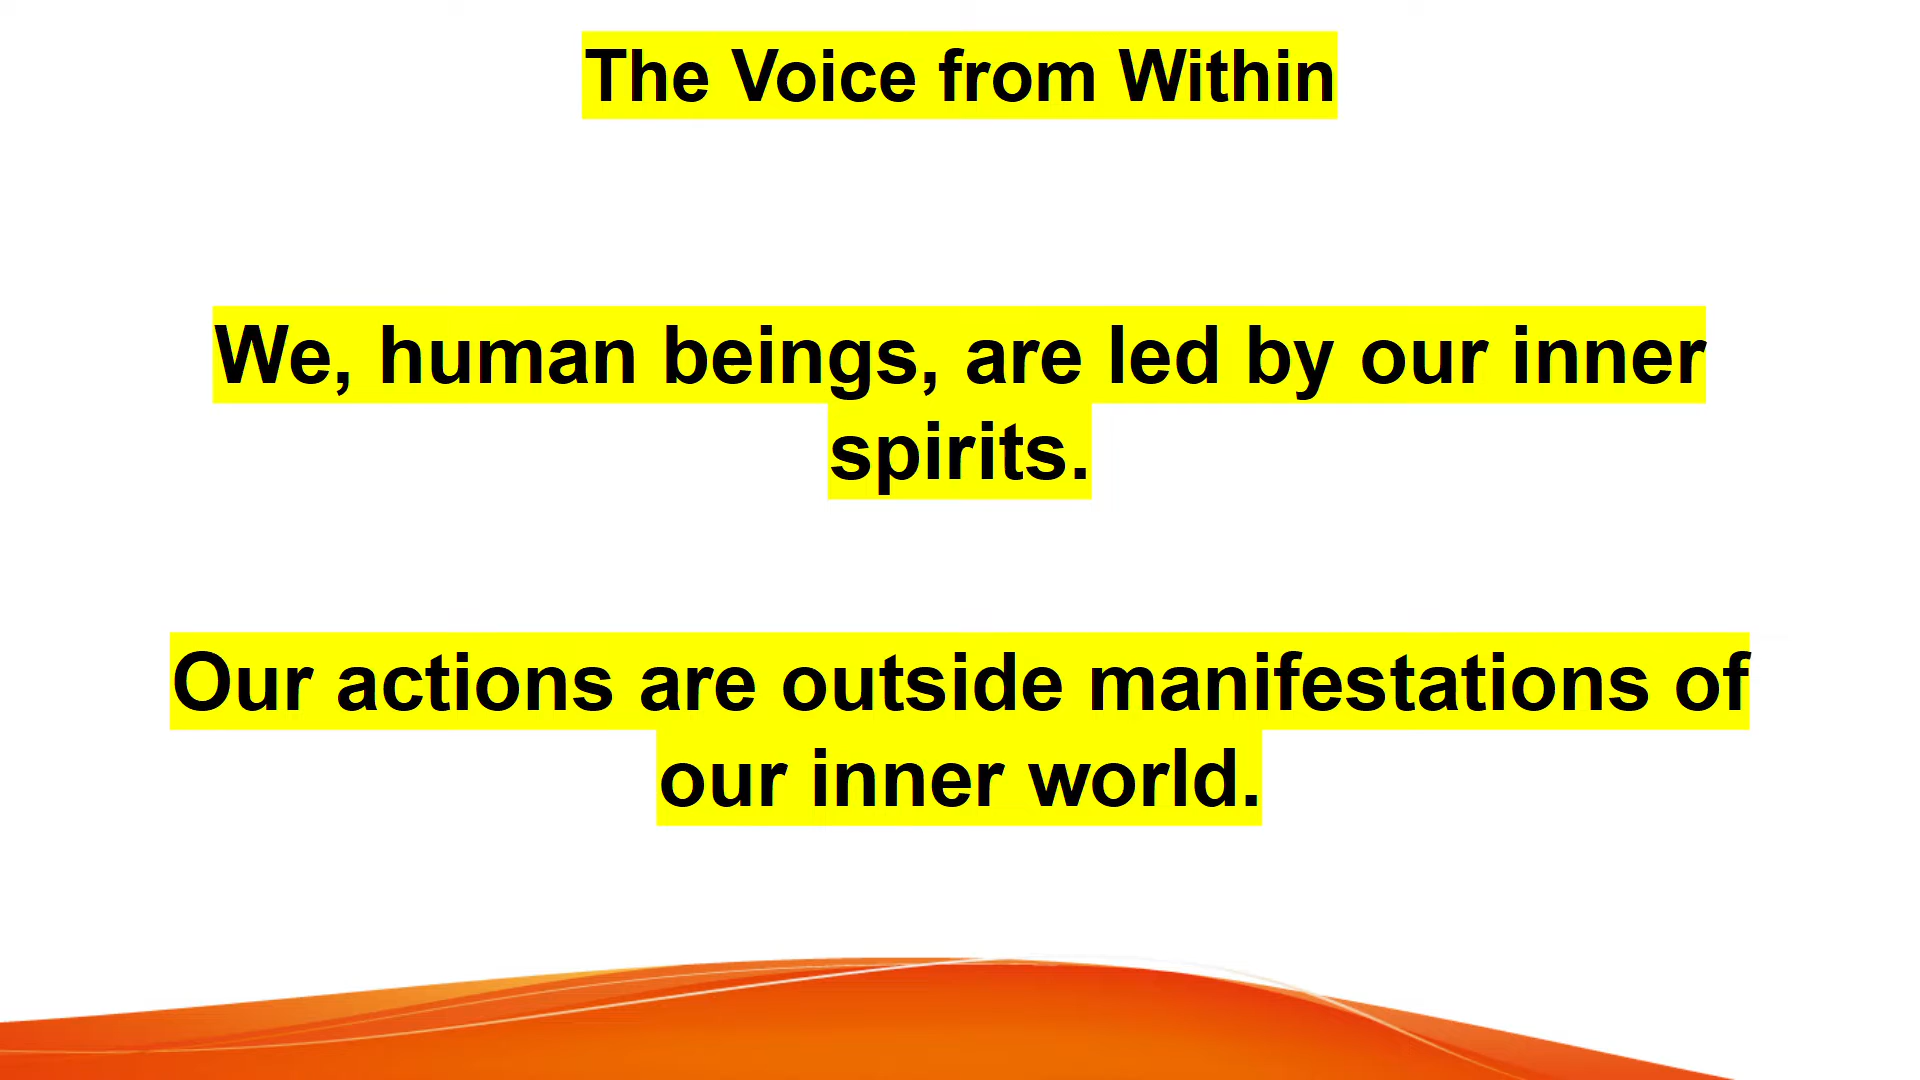 The Voice from Within
We, human beings, are led by our inner
spirits.
Our actions are outside manifestations of
our inner world.